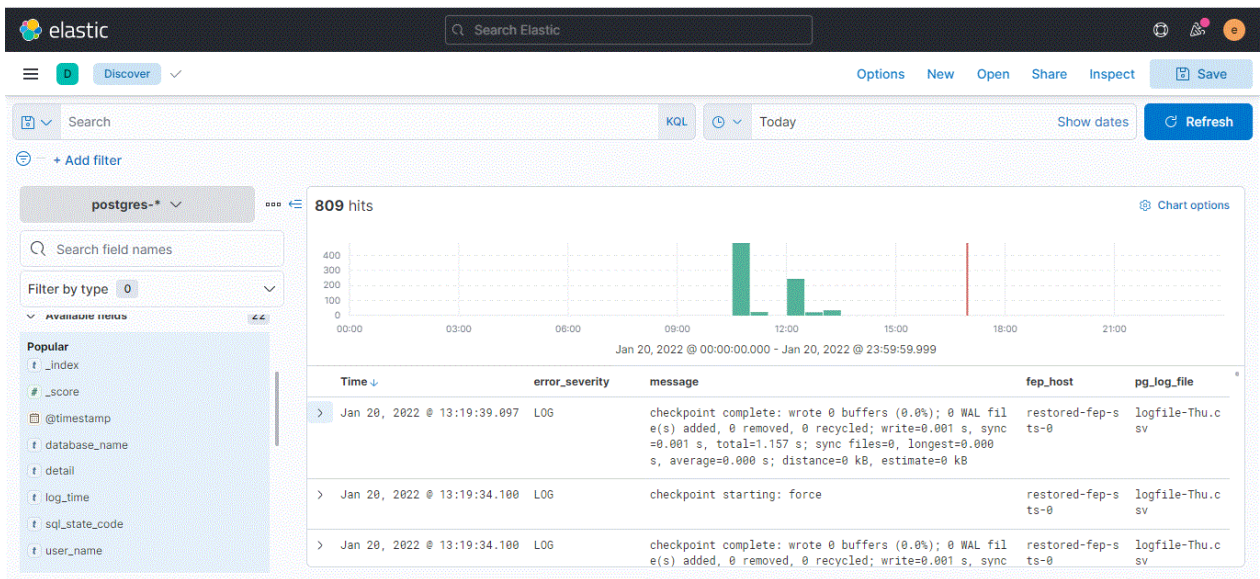 elastic
Search Elastic
e
D
Discover
Options
New
Open
Share
Inspect
Save
Search
KQL
Today
Show dates
Refresh
+ Add filter
postgres-*
809 hits
Chart options
Search field names
Filter by type 0
Available fields
22
Popular
t _index
# _score
@timestamp
t database_name
t detail
t log_time
t sql_state_code
t user_name
400
300
200
100
0
00:00 03:00 06:00 09:00 12:00 15:00 18:00 21:00
Jan 20, 2022 @ 00:00:00.000 - Jan 20, 2022 @ 23:59:59.999
Time error_severity message fep_host pg_log_file
Jan 20, 2022 @ 13:19:39.097 LOG
checkpoint complete: wrote 0 buffers (0.0%); 0 WAL fil
e(s) added, 0 removed, 0 recycled; write=0.001 s, sync
=0.001 s, total=1.157 s; sync files=0, longest=0.000
s, average=0.000 s; distance=0 kB, estimate=0 kB
restored-fep-s
ts-0
logfile-Thu.c
sv
Jan 20, 2022 @ 13:19:34.100 LOG
checkpoint starting: force
restored-fep-s
ts-0
logfile-Thu.c
sv
Jan 20, 2022 @ 13:19:34.100 LOG
checkpoint complete: wrote 0 buffers (0.0%); 0 WAL fil
e(s) added, 0 removed, 0 recycled; write=0.001 s, sync
restored-fep-s
ts-0
logfile-Thu.c
sv